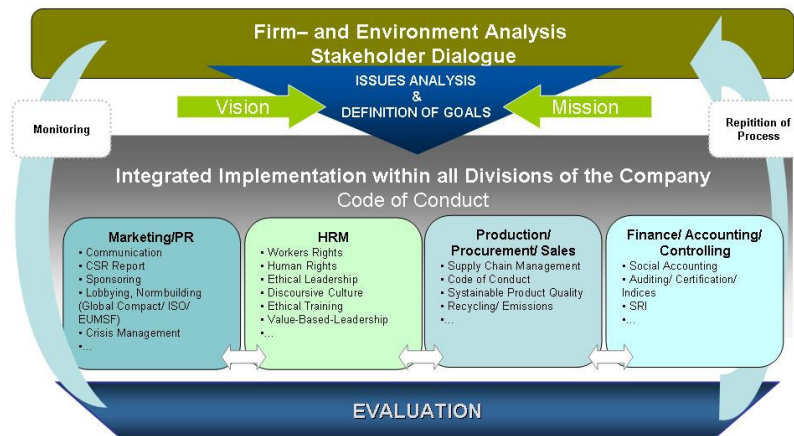 Firm– and Environment Analysis
Stakeholder Dialogue
ISSUES ANALYSIS
&
DEFINITION OF GOALS
Vision
Mission
Monitoring
Repitition of
Process
Integrated Implementation within all Divisions of the Company
Code of Conduct
Marketing/PR
▪ Communication
▪ CSR Report
▪ Sponsoring
▪ Lobbying, Normbuilding
(Global Compact/ ISO/
EUMSF)
▪ Crisis Management
▪...
HRM
▪ Workers Rights
▪ Human Rights
▪ Ethical Leadership
▪ Discoursive Culture
▪ Ethical Training
▪ Value-Based-Leadership
▪...
Production/
Procurement/ Sales
▪ Supply Chain Management
▪ Code of Conduct
▪ Sustainable Product Quality
▪ Recycling/ Emissions
▪...
Finance/ Accounting/
Controlling
▪ Social Accounting
▪ Auditing/ Certification/
Indices
▪ SRI
▪...
EVALUATION